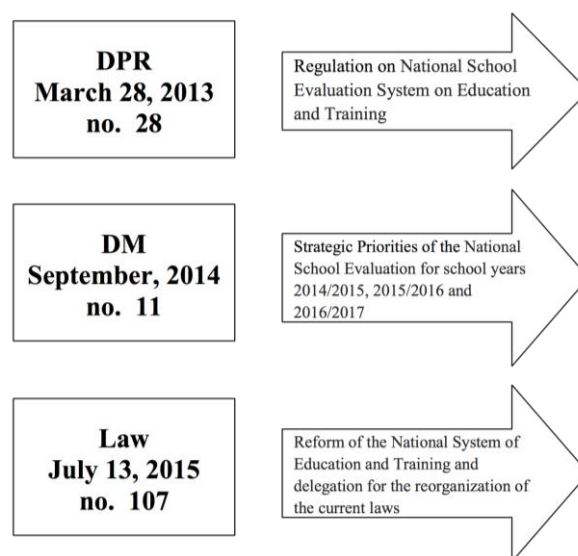 DPR
March 28, 2013
no. 28
Regulation on National School
Evaluation System on Education
and Training
DM
September, 2014
no. 11
Strategic Priorities of the National
School Evaluation for school years
2014/2015, 2015/2016 and
2016/2017
Law
July 13, 2015
no. 107
Reform of the National System of
Education and Training and
delegation for the reorganization of
the current laws